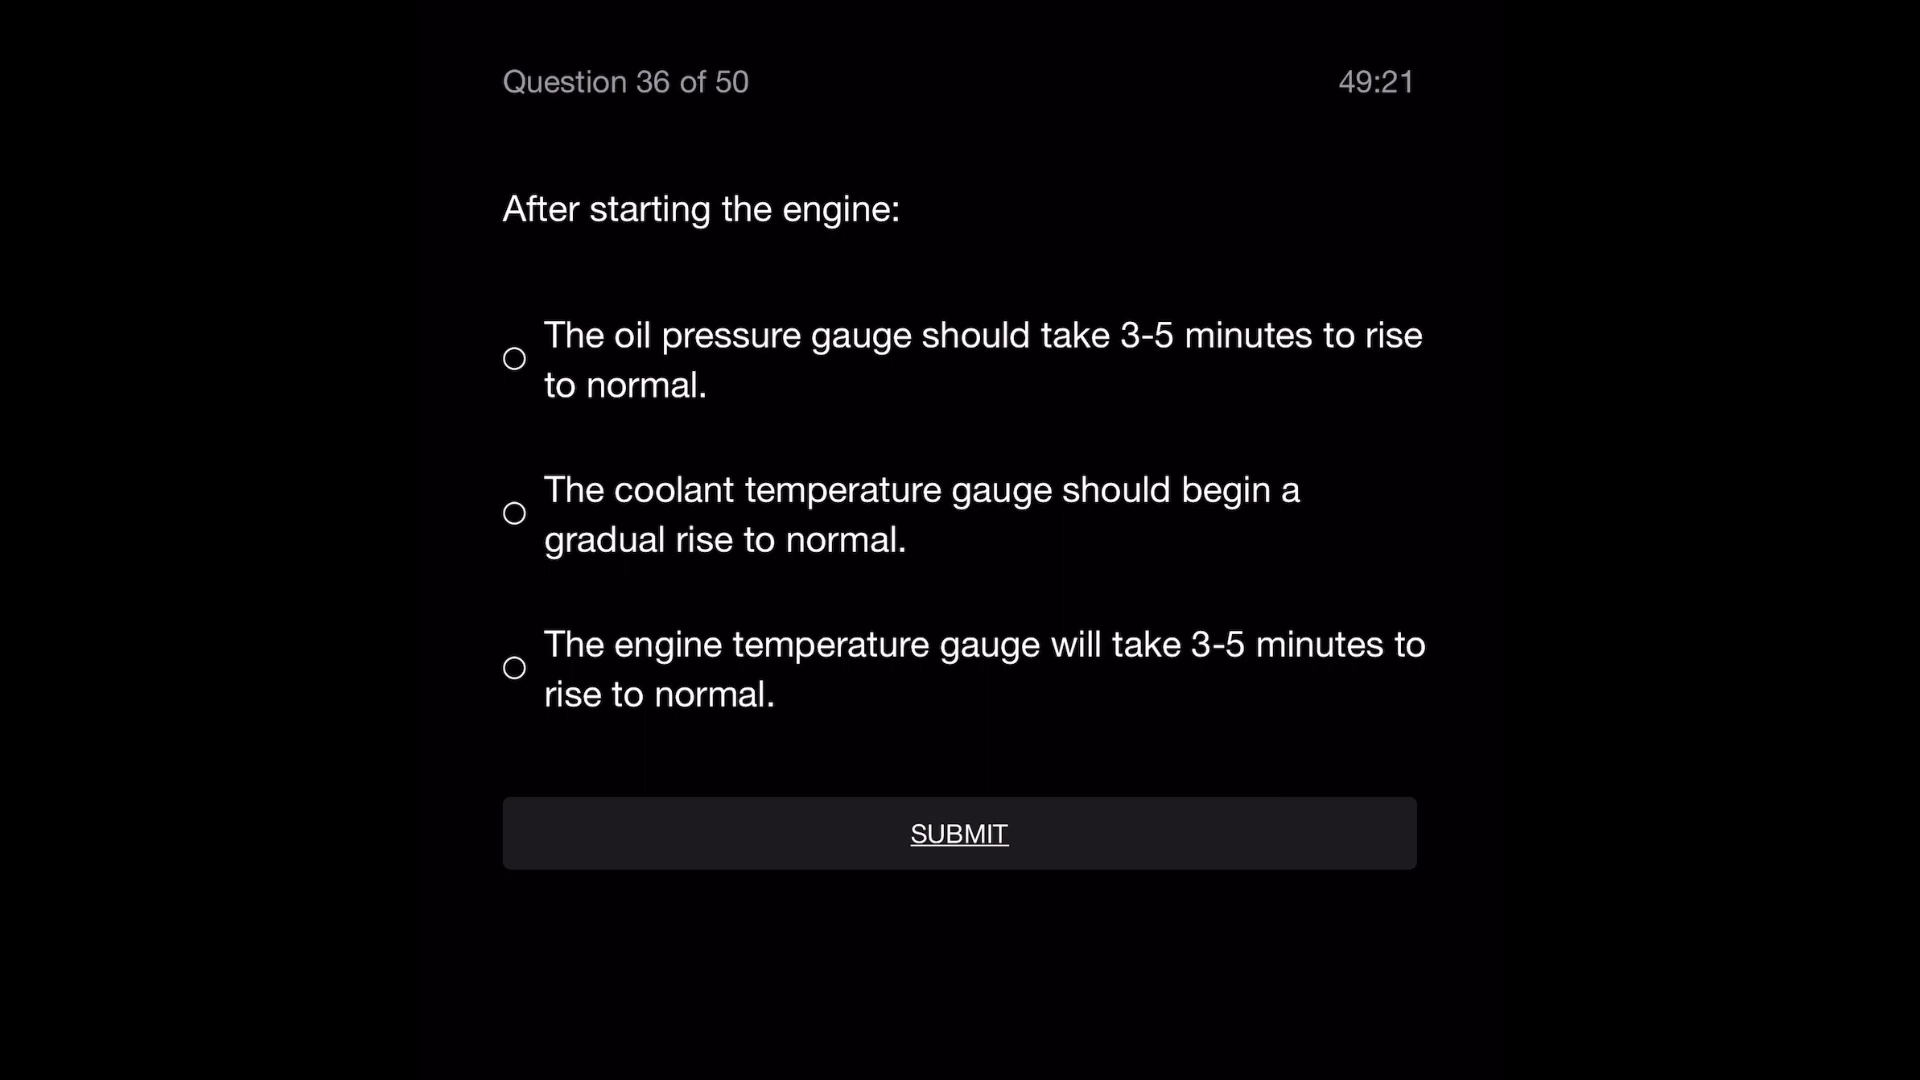 Question 36 of 50
49:21
After starting the engine:
The oil pressure gauge should take 3-5 minutes to rise
to normal.
The coolant temperature gauge should begin a
gradual rise to normal.
The engine temperature gauge will take 3-5 minutes to
rise to normal.
SUBMIT